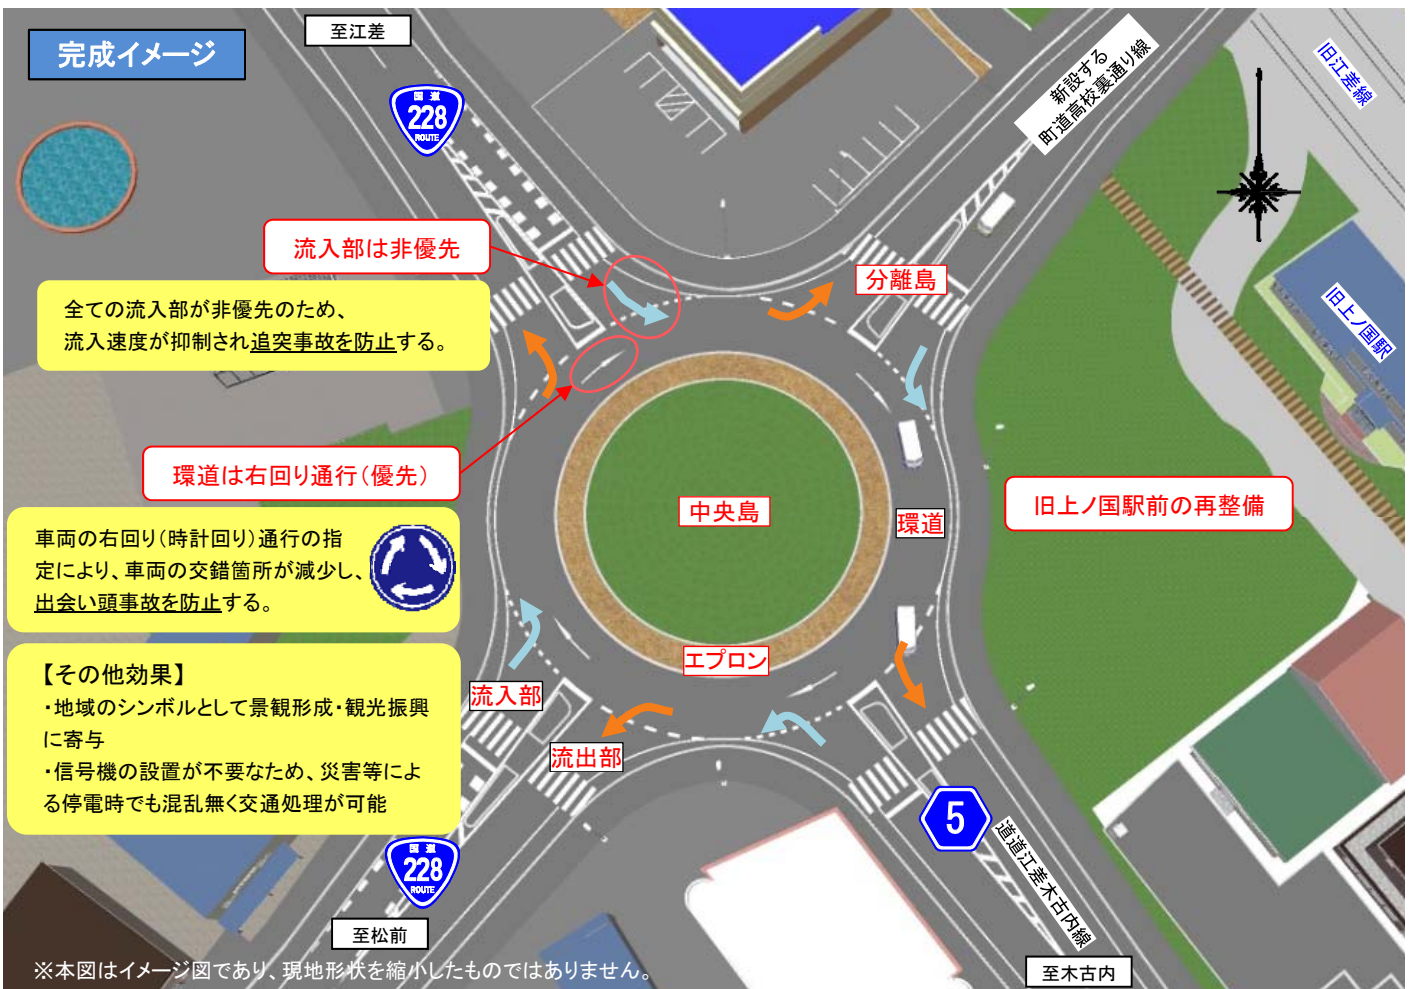 完成イメージ
至江差
国道
228
ROUTE
新設する
町道高校裏通り線
旧江差線
流入部は非優先
分離島
全ての流入部が非優先のため、
流入速度が抑制され追突事故を防止する。
旧上ノ国駅
環道は右回り通行(優先)
中央島
環道
旧上ノ国駅前の再整備
車両の右回り(時計回り)通行の指
定により、車両の交錯箇所が減少し、
出会い頭事故を防止する。
エプロン
【その他効果】
・地域のシンボルとして景観形成・観光振興
に寄与
・信号機の設置が不要なため、災害等によ
る停電時でも混乱無く交通処理が可能
流入部
流出部
5
道道江差木古内線
国道
228
ROUTE
至松前
至木古内
※本図はイメージ図であり、現地形状を縮小したものではありません。